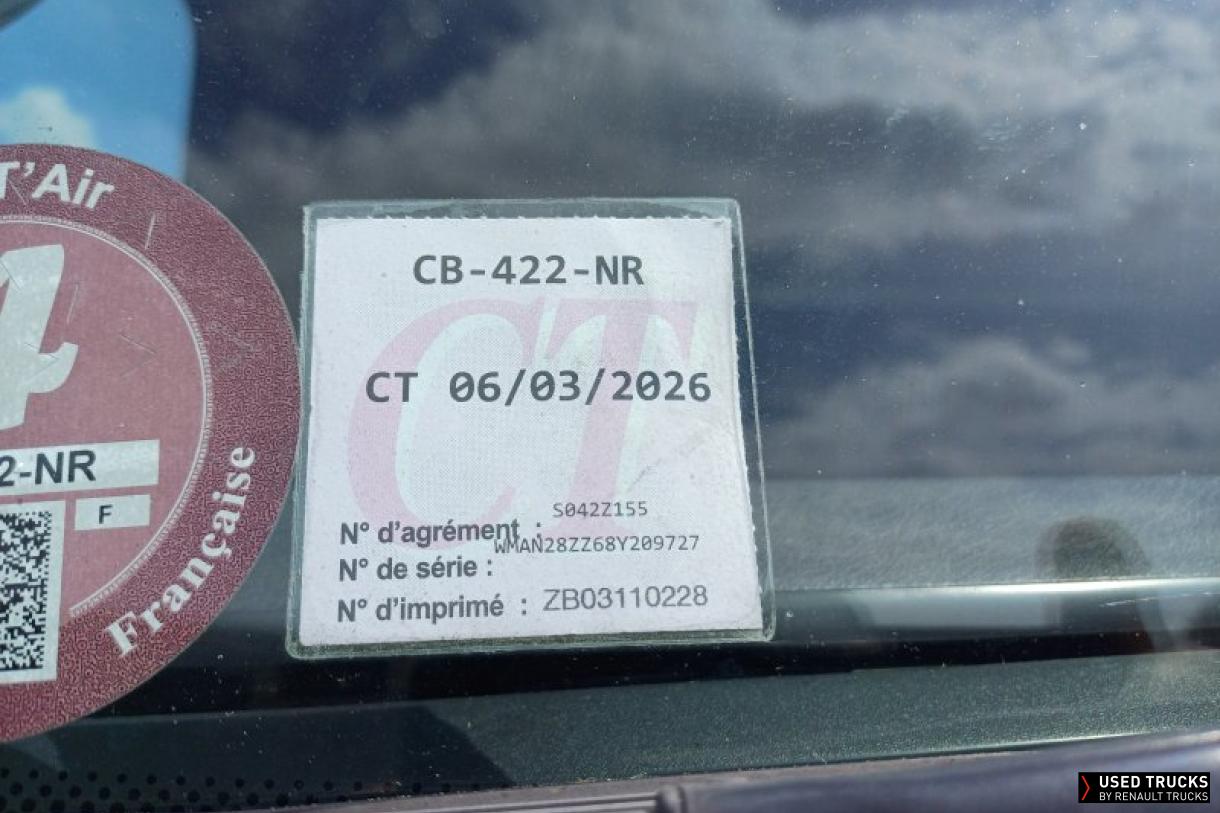 T'Air
4
2-NR
F
Française
CB-422-NR
CT 06/03/2026
CT
S042Z155
N° d'agrément :
WMAN28ZZ68Y209727
N° de série :
N° d'imprimé : ZB03110228
USED TRUCKS
BY RENAULT TRUCKS